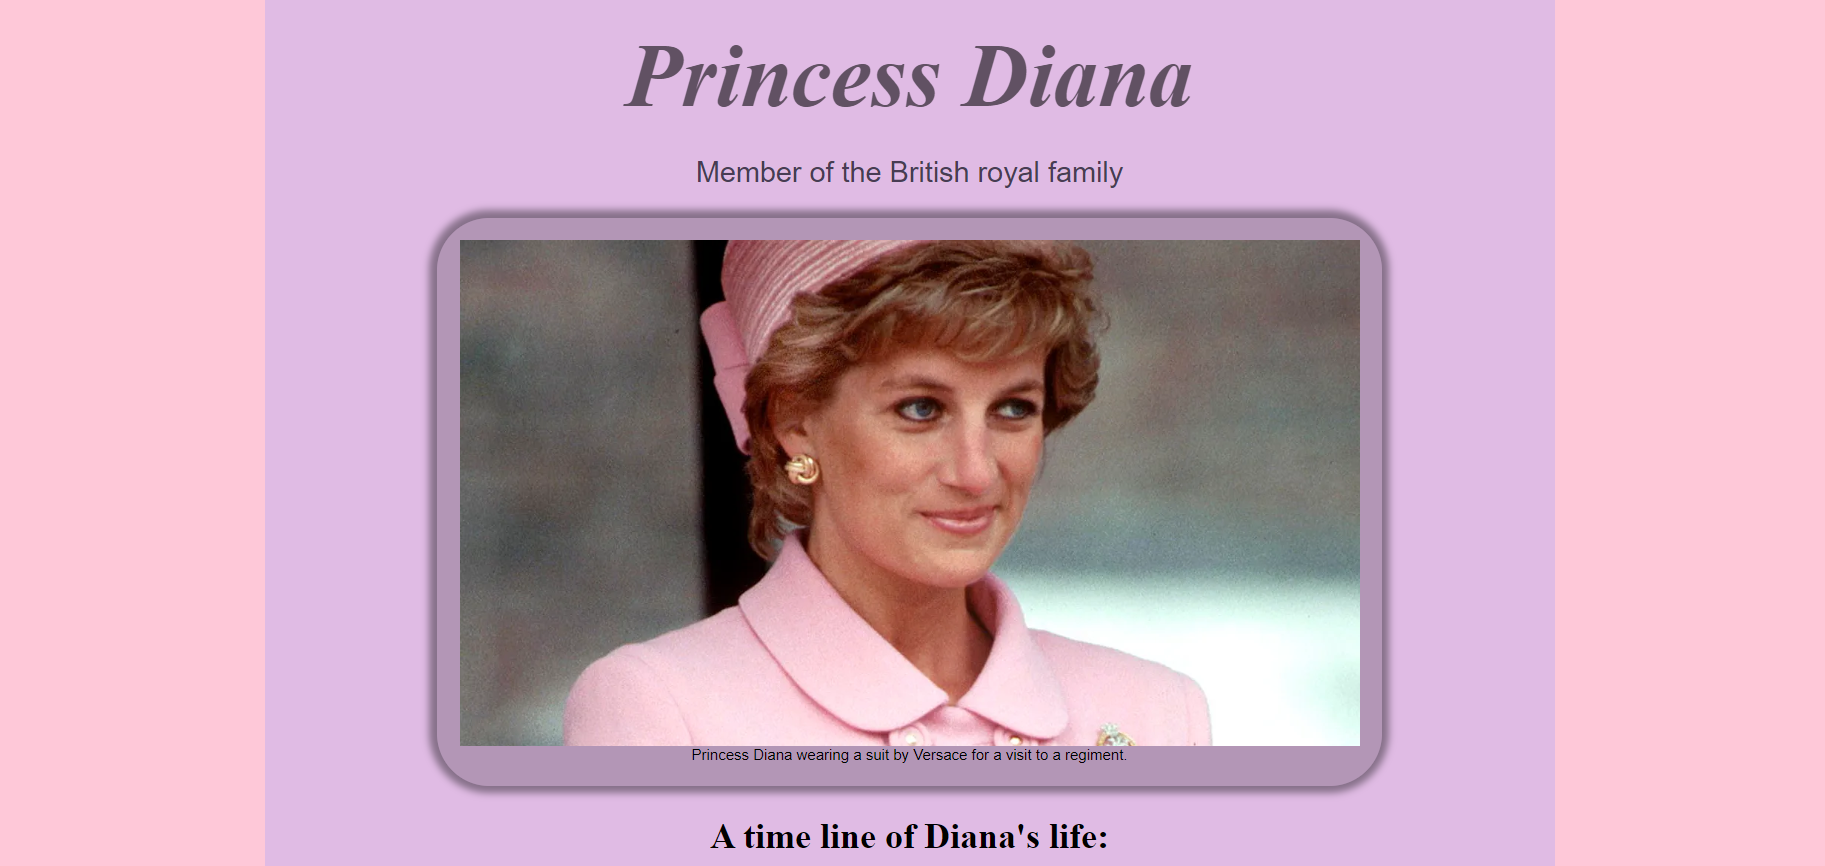 Princess Diana
Member of the British royal family
Princess Diana wearing a suit by Versace for a visit to a regiment.
A time line of Diana's life: